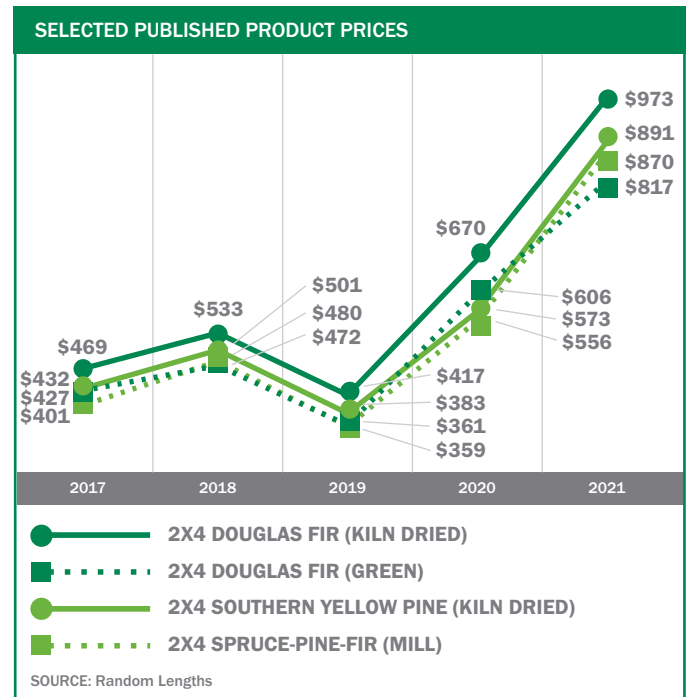 SELECTED PUBLISHED PRODUCT PRICES
$973
$891
$870
$817
$670
$606
$573
$556
$501
$480
$472
$533
$469
$432
$427
$401
$417
$383
$361
$359
2017 2018 2019 2020 2021
2X4 DOUGLAS FIR (KILN DRIED)
2X4 DOUGLAS FIR (GREEN)
2X4 SOUTHERN YELLOW PINE (KILN DRIED)
2X4 SPRUCE-PINE-FIR (MILL)
SOURCE: Random Lengths